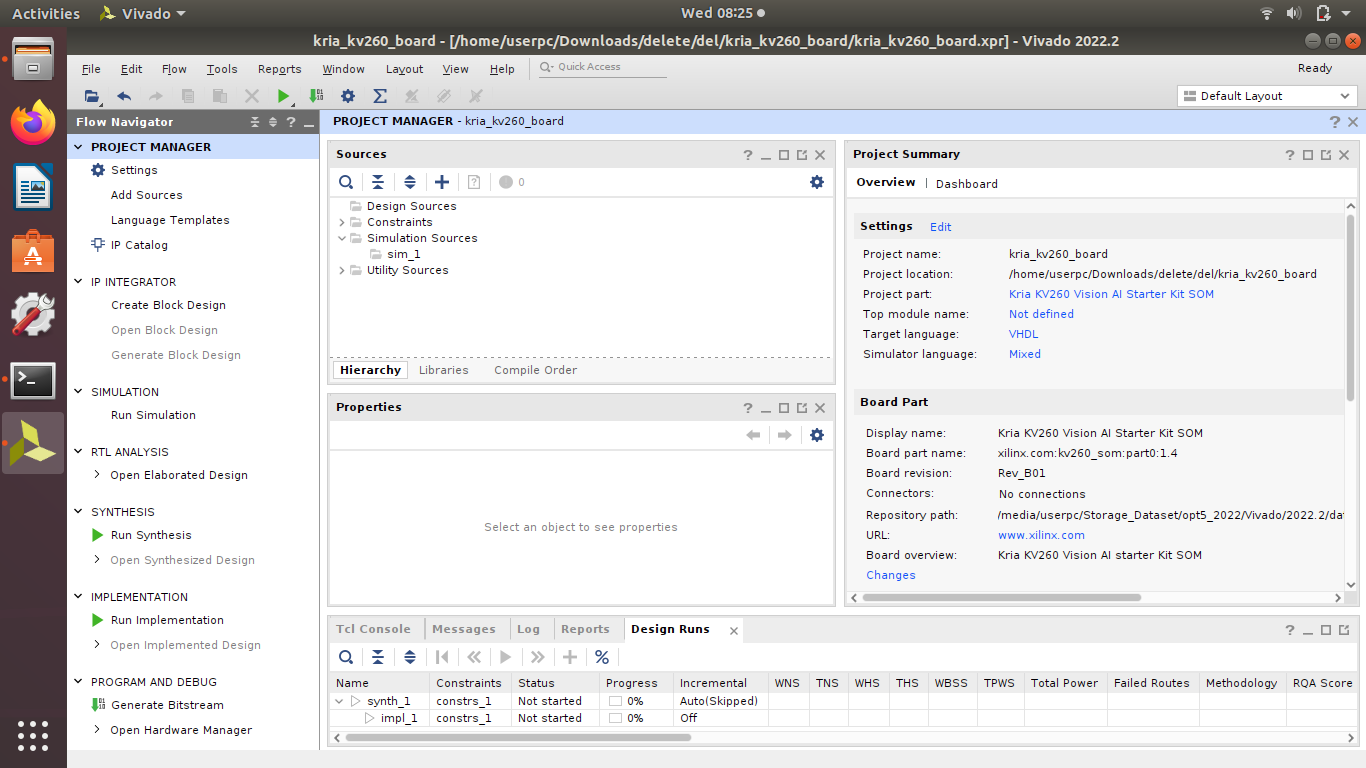 Activities Vivado Wed 08:25
kria_kv260_board - [/home/userpc/Downloads/delete/del/kria_kv260_board/kria_kv260_board.xpr] - Vivado 2022.2
File Edit Flow Tools Reports Window Layout View Help Quick Access Ready
Default Layout
Flow Navigator
PROJECT MANAGER
Settings
Add Sources
Language Templates
IP Catalog
IP INTEGRATOR
Create Block Design
Open Block Design
Generate Block Design
SIMULATION
Run Simulation
RTL ANALYSIS
Open Elaborated Design
SYNTHESIS
Run Synthesis
Open Synthesized Design
IMPLEMENTATION
Run Implementation
Open Implemented Design
PROGRAM AND DEBUG
Generate Bitstream
Open Hardware Manager
PROJECT MANAGER - kria_kv260_board
Sources
0
Design Sources
Constraints
Simulation Sources
sim_1
Utility Sources
Hierarchy Libraries Compile Order
Properties
Select an object to see properties
Project Summary
Overview Dashboard
Settings Edit
Project name: kria_kv260_board
Project location: /home/userpc/Downloads/delete/del/kria_kv260_board
Project part: Kria KV260 Vision AI Starter Kit SOM
Top module name: Not defined
Target language: VHDL
Simulator language: Mixed
Board Part
Display name: Kria KV260 Vision AI Starter Kit SOM
Board part name: xilinx.com:kv260_som:part0:1.4
Board revision: Rev_B01
Connectors: No connections
Repository path: /media/userpc/Storage_Dataset/opt5_2022/Vivado/2022.2/da
URL: www.xilinx.com
Board overview: Kria KV260 Vision AI starter Kit SOM
Changes
Tcl Console Messages Log Reports Design Runs
Name Constraints Status Progress Incremental WNS TNS WHS THS WBSS TPWS Total Power Failed Routes Methodology RQA Score
synth_1 constrs_1 Not started 0% Auto(Skipped)
impl_1 constrs_1 Not started 0% Off